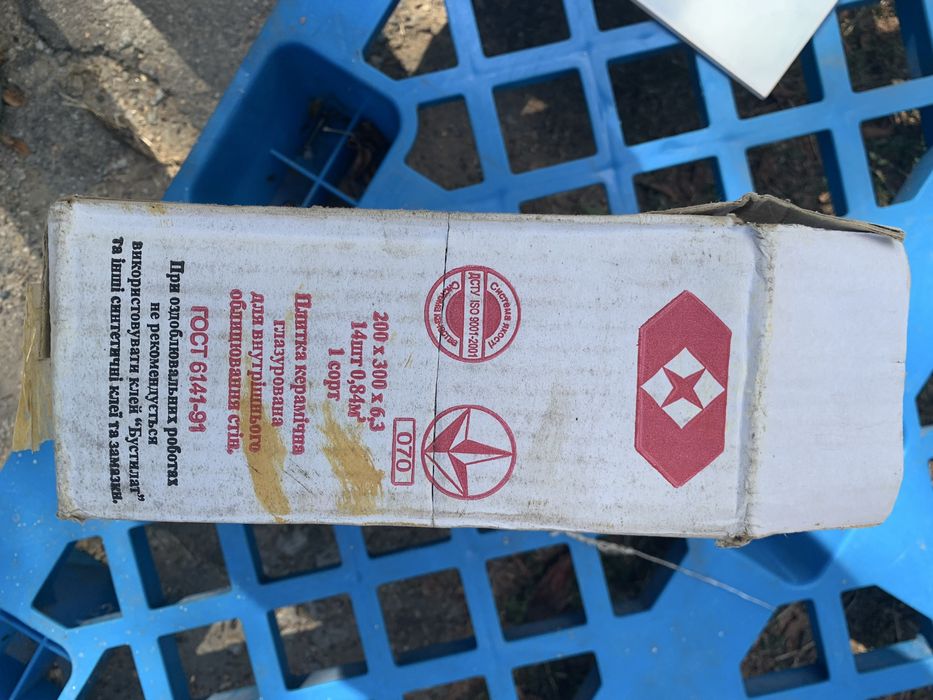 Система якості
ДСТУ ISO 9001-2001
070
200 х 300 х 6,3
14шт 0,84м²
1 сорт
Плитка керамічна
глазурована
для внутрішнього
облицювання стін.
ГОСТ 6141-91
При оздоблювальних роботах
не рекомендується
використовувати клей "Бустилат"
та інші синтетичні клеї та замазки.